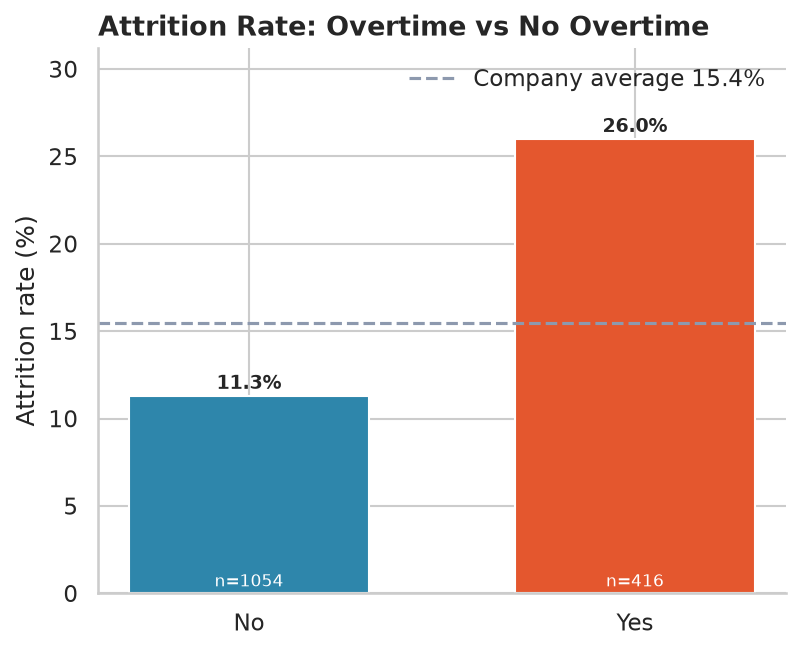 Attrition Rate: Overtime vs No Overtime
Company average 15.4%
Attrition rate (%)
30
25
20
15
10
5
0
26.0%
11.3%
n=1054
n=416
No
Yes